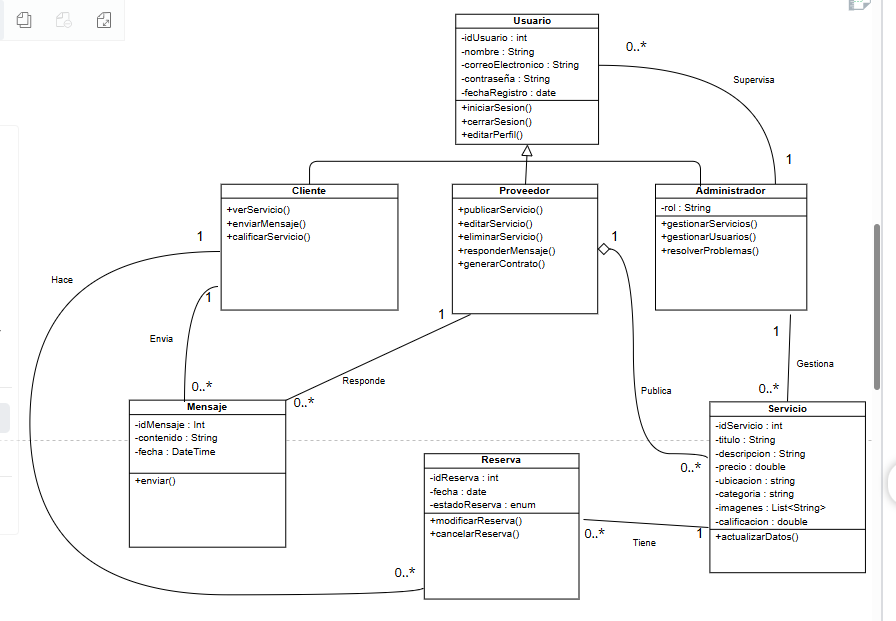 Usuario
-idUsuario : int
-nombre : String
-correoElectronico : String
-contraseña : String
-fechaRegistro : date
+iniciarSesion()
+cerrarSesion()
+editarPerfil()
0..*
Supervisa
1
Cliente
+verServicio()
+enviarMensaje()
+calificarServicio()
Proveedor
+publicarServicio()
+editarServicio()
+eliminarServicio()
+responderMensaje()
+generarContrato()
Administrador
-rol : String
+gestionarServicios()
+gestionarUsuarios()
+resolverProblemas()
1
Hace
1
Envia
0..*
1
Responde
0..*
1
Publica
0..*
1
Gestiona
0..*
Mensaje
-idMensaje : Int
-contenido : String
-fecha : DateTime
+enviar()
Reserva
-idReserva : int
-fecha : date
-estadoReserva : enum
+modificarReserva()
+cancelarReserva()
Servicio
-idServicio : int
-titulo : String
-descripcion : String
-precio : double
-ubicacion : string
-categoria : string
-imagenes : List<String>
-calificacion : double
+actualizarDatos()
0..*
Tiene
1
0..*